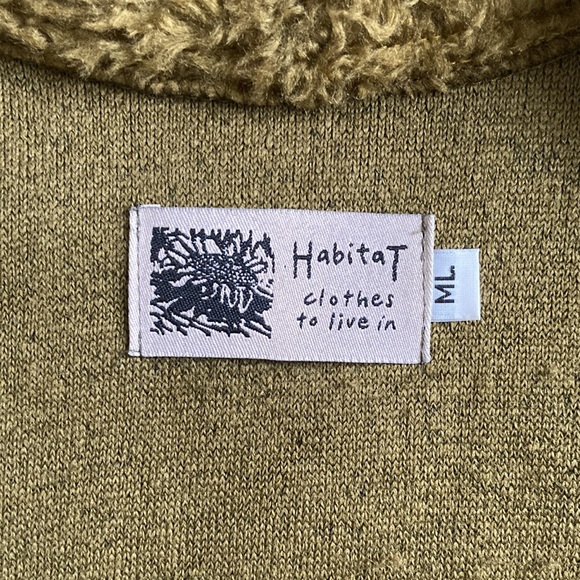 HabitaT
clothes
to live in
ML